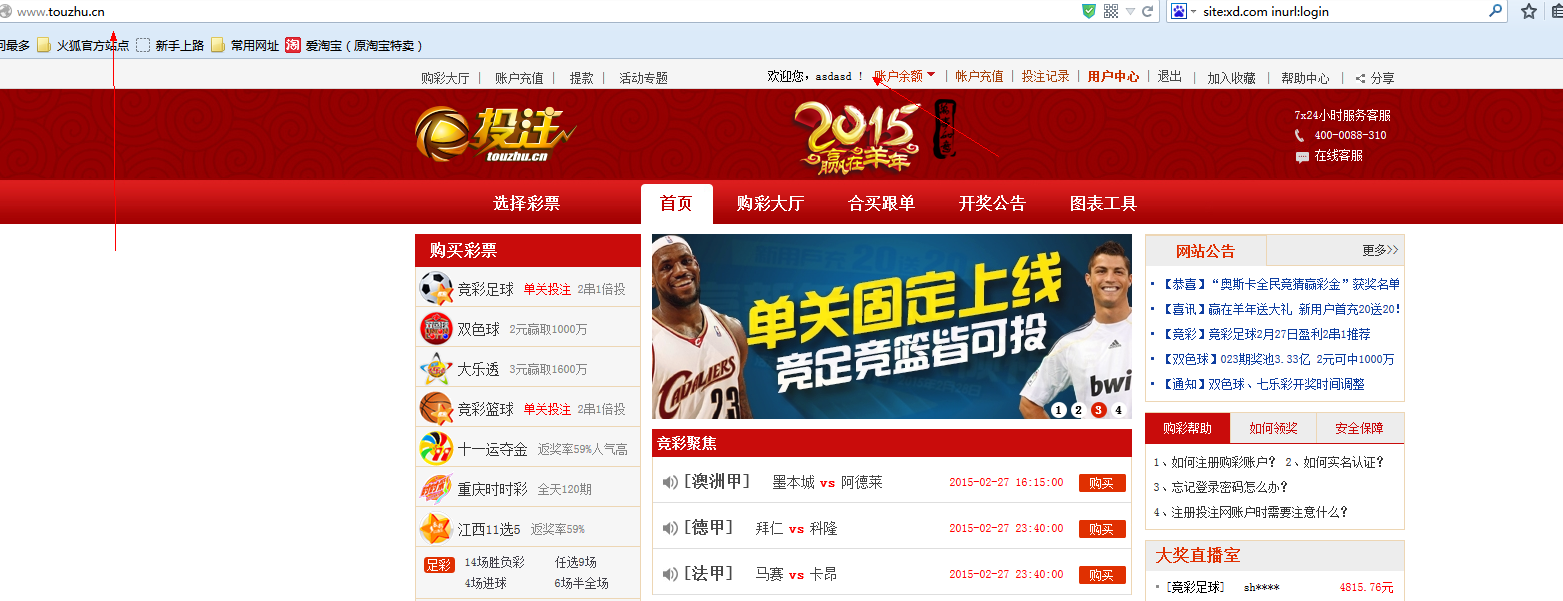 www.touzhu.cn
site:xd.com inurl:login
问最多 火狐官方站点 新手上路 常用网址 淘 爱淘宝（原淘宝特卖）
购彩大厅 | 账户充值 | 提款 | 活动专题
欢迎您，asdasd ！ 账户余额 | 帐户充值 | 投注记录 | 用户中心 | 退出 | 加入收藏 | 帮助中心 | 分享
投注
touzhu.cn
2015
赢在羊年
7x24小时服务客服
400-0088-310
在线客服
选择彩票 首页 购彩大厅 合买跟单 开奖公告 图表工具
购买彩票
竞彩足球 单关投注 2串1倍投
双色球 2元赢取1000万
大乐透 3元赢取1600万
竞彩篮球 单关投注 2串1倍投
十一运夺金 返奖率59%人气高
重庆时时彩 全天120期
江西11选5 返奖率59%
足彩 14场胜负彩 任选9场
4场进球 6场半全场
单关固定上线
竞足竞篮皆可投
CAVALIERS
23
bwi
1 2 3 4
竞彩聚焦
[澳洲甲] 墨本城 vs 阿德莱 2015-02-27 16:15:00 购买
[德甲] 拜仁 vs 科隆 2015-02-27 23:40:00 购买
[法甲] 马赛 vs 卡昂 2015-02-27 23:40:00 购买
网站公告 更多>>
【恭喜】“奥斯卡全民竞猜赢彩金”获奖名单
【喜讯】赢在羊年送大礼 新用户首充20送20!
【竞彩】竞彩足球2月27日盈利2串1推荐
【双色球】023期奖池3.33亿 2元可中1000万
【通知】双色球、七乐彩开奖时间调整
购彩帮助 如何领奖 安全保障
1、如何注册购彩账户? 2、如何实名认证?
3、忘记登录密码怎么办?
4、注册投注网账户时需要注意什么?
大奖直播室
[竞彩足球] sh**** 4815.76元